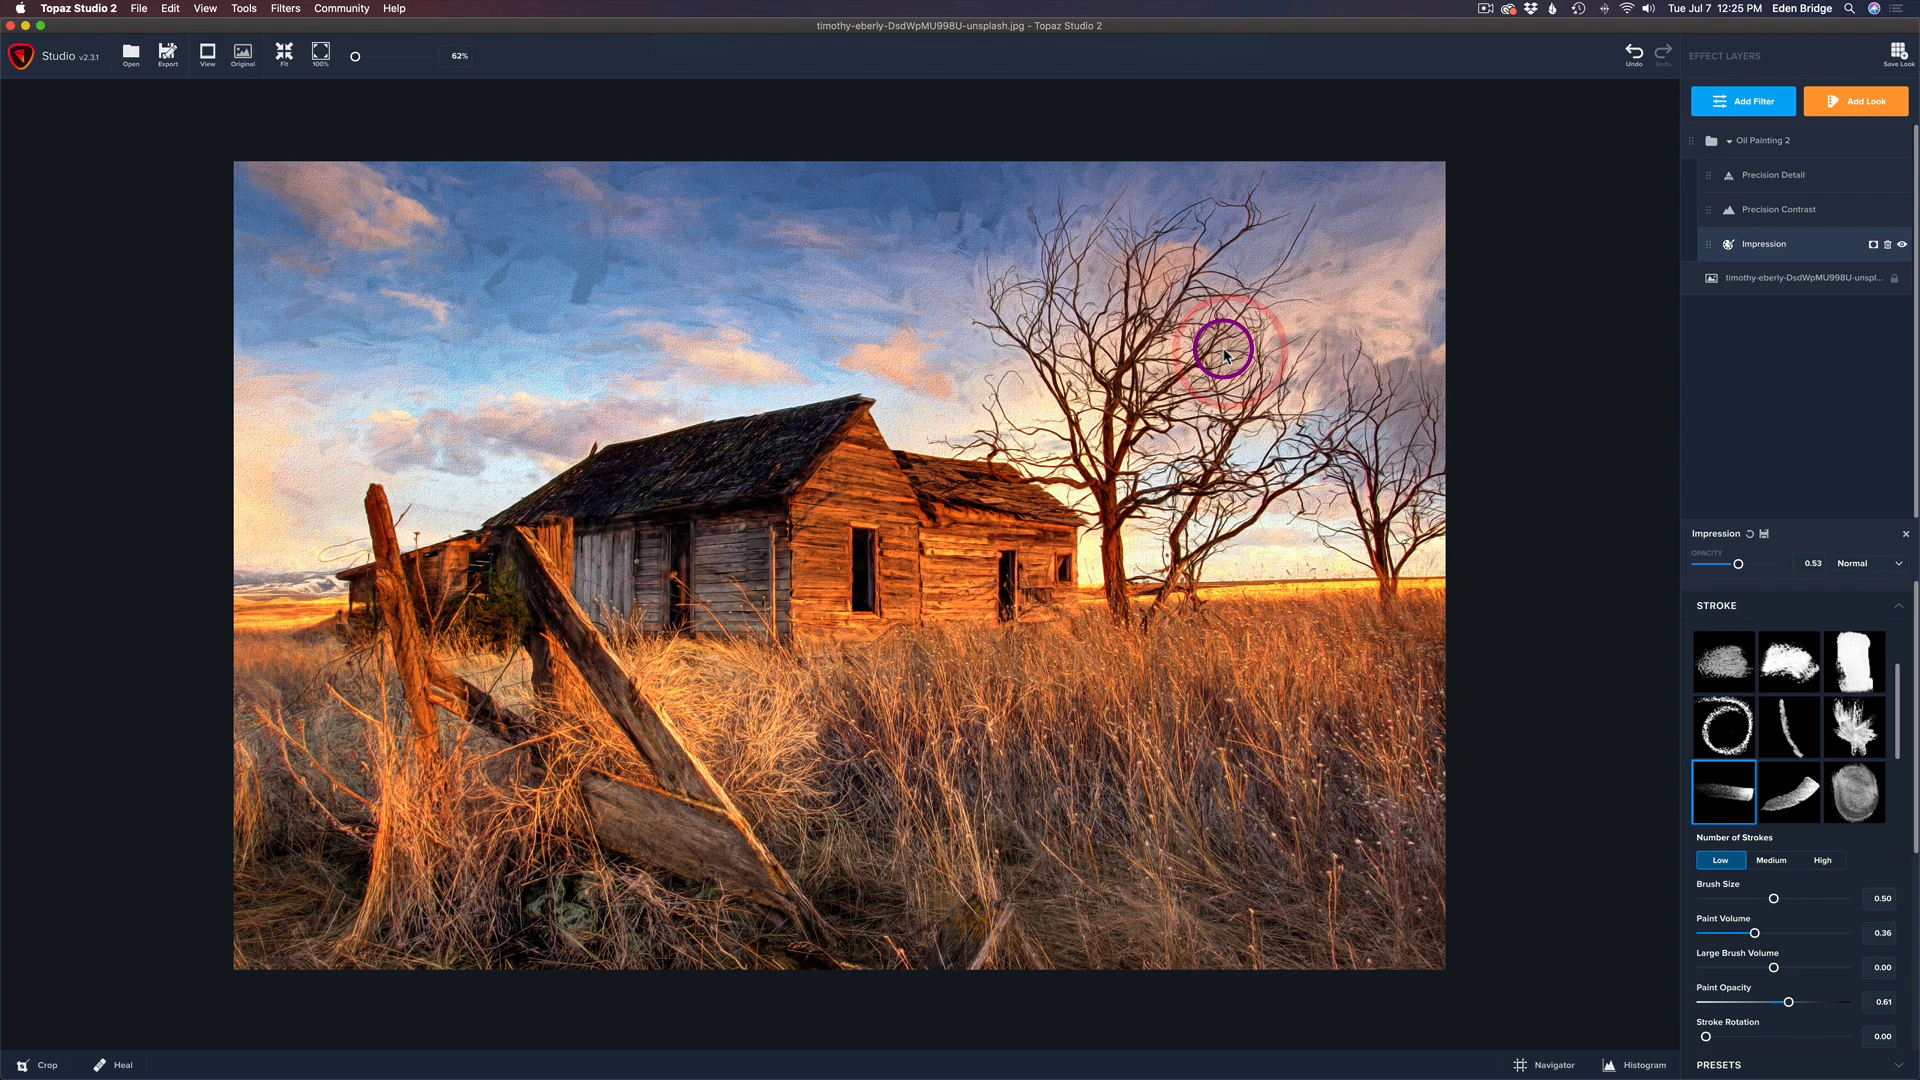 Topaz Studio 2 File Edit View Tools Filters Community Help
Tue Jul 7 12:25 PM Eden Bridge
timothy-eberly-DsdWpMU998U-unsplash.jpg - Topaz Studio 2
Studio v2.3.1
Open
Export
View
Original
Fit
100%
62%
Undo
Redo
EFFECT LAYERS
Save Look
Add Filter
Add Look
Oil Painting 2
Precision Detail
Precision Contrast
Impression
timothy-eberly-DsdWpMU998U-unspl...
Impression
OPACITY
0.53
Normal
STROKE
Number of Strokes
Low Medium High
Brush Size
0.50
Paint Volume
0.36
Large Brush Volume
0.00
Paint Opacity
0.61
Stroke Rotation
0.00
Crop
Heal
Navigator
Histogram
PRESETS